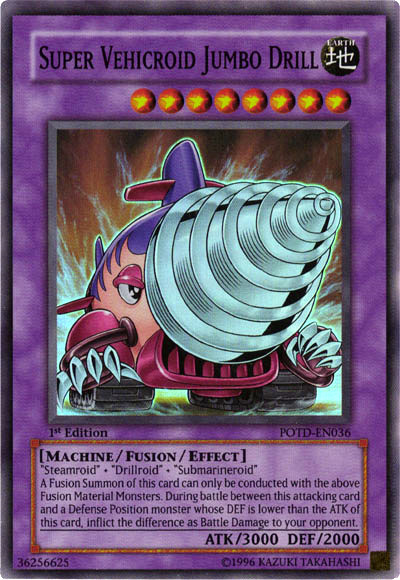 Super Vehicroid Jumbo Drill
EARTH
地
1st Edition
POTD-EN036
[Machine / Fusion / Effect]
"Steamroid" + "Drillroid" + "Submarineroid"
A Fusion Summon of this card can only be conducted with the above
Fusion Material Monsters. During battle between this attacking card
and a Defense Position monster whose DEF is lower than the ATK of
this card, inflict the difference as Battle Damage to your opponent.
ATK/3000 DEF/2000
36256625
©1996 KAZUKI TAKAHASHI